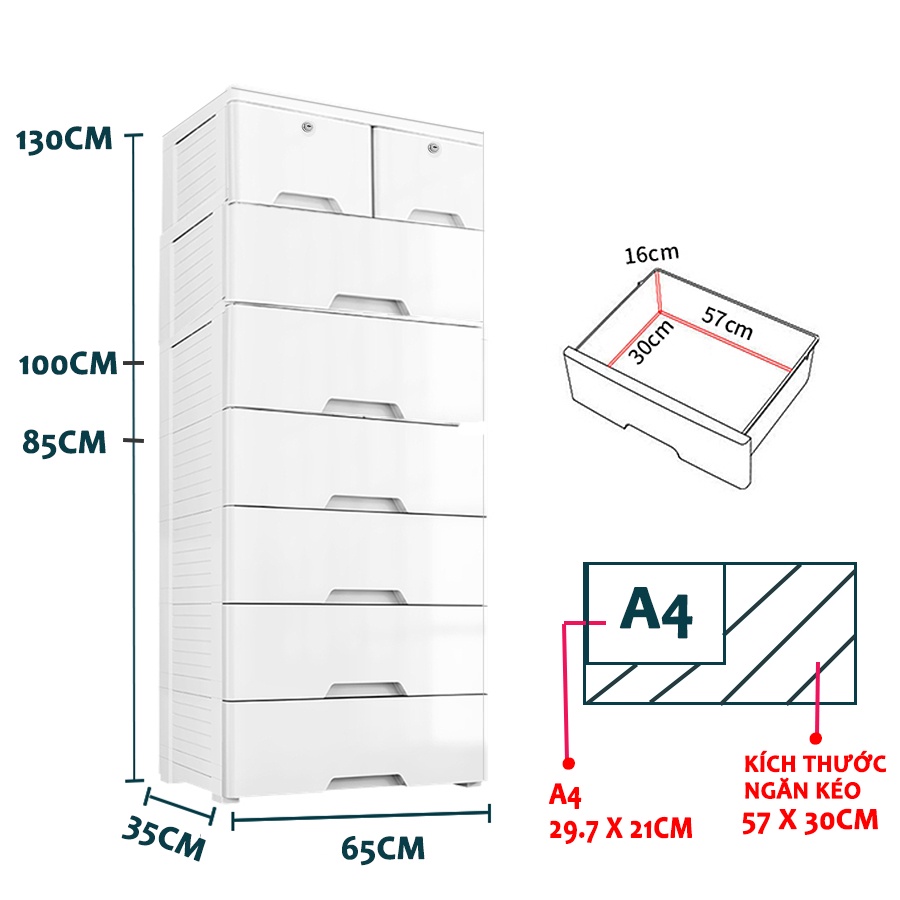 130CM
100CM
85CM
35CM
65CM
16cm
57cm
30cm
A4
A4
29.7 X 21CM
KÍCH THƯỚC
NGĂN KÉO
57 X 30CM